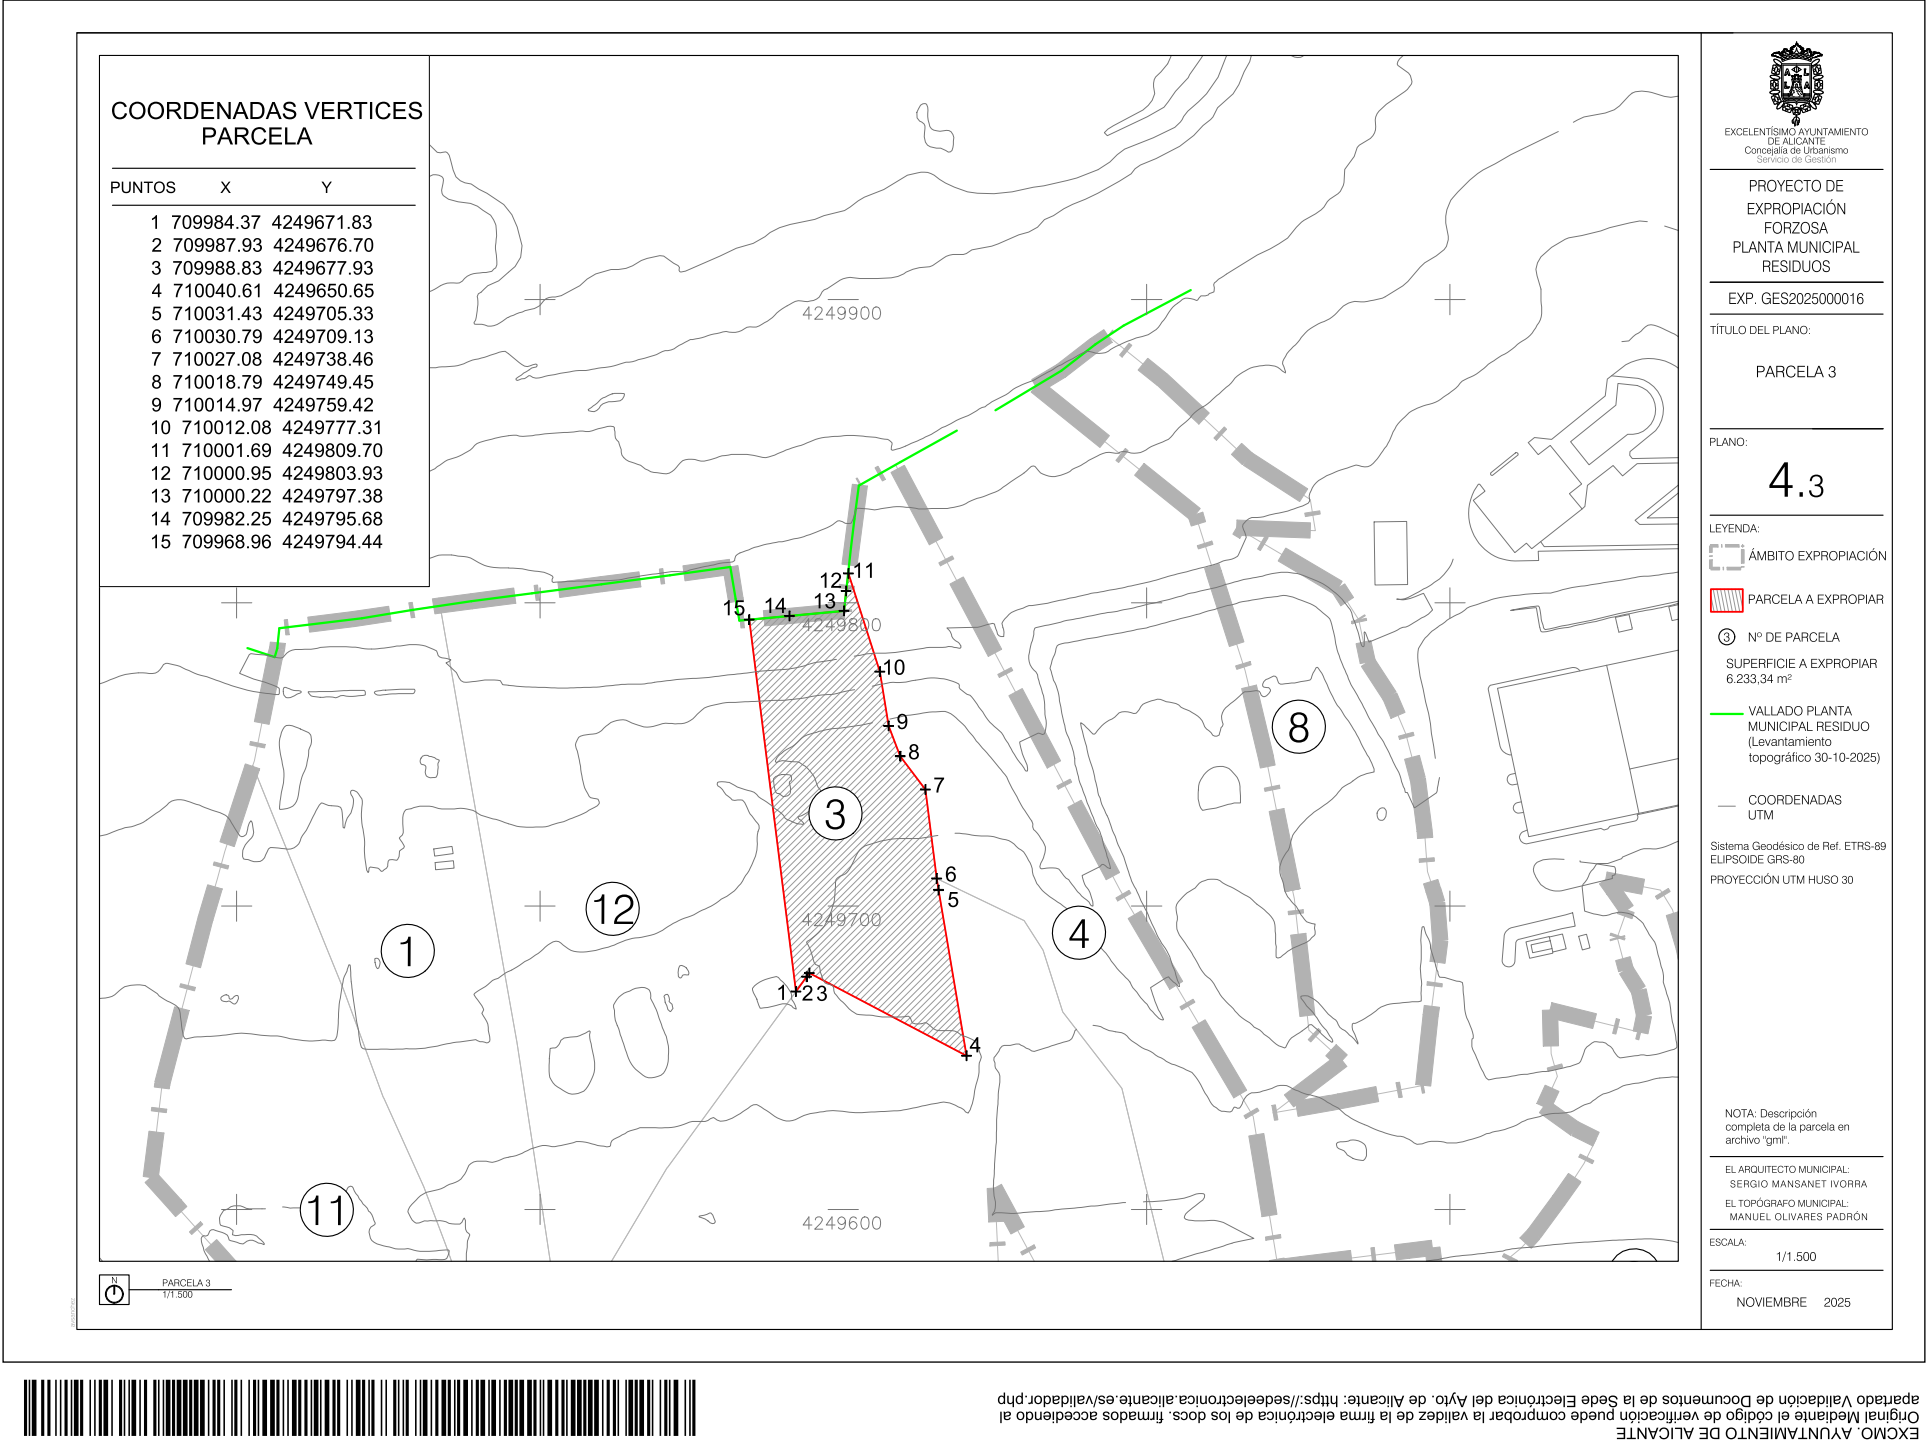 COORDENADAS VERTICES
PARCELA
PUNTOS X Y
1 709984.37 4249671.83
2 709987.93 4249676.70
3 709988.83 4249677.93
4 710040.61 4249650.65
5 710031.43 4249705.33
6 710030.79 4249709.13
7 710027.08 4249738.46
8 710018.79 4249749.45
9 710014.97 4249759.42
10 710012.08 4249777.31
11 710001.69 4249809.70
12 710000.95 4249803.93
13 710000.22 4249797.38
14 709982.25 4249795.68
15 709968.96 4249794.44
4249900
11
12
13
14
15
4249800
10
9
8
7
8
3
6
5
12
4249700
4
1
1
2
3
4
11
4249600
N
PARCELA 3
1/1.500
EXCELENTÍSIMO AYUNTAMIENTO
DE ALICANTE
Concejalía de Urbanismo
Servicio de Gestión
PROYECTO DE
EXPROPIACIÓN
FORZOSA
PLANTA MUNICIPAL
RESIDUOS
EXP. GES2025000016
TÍTULO DEL PLANO:
PARCELA 3
PLANO:
4.3
LEYENDA:
ÁMBITO EXPROPIACIÓN
PARCELA A EXPROPIAR
3 Nº DE PARCELA
SUPERFICIE A EXPROPIAR
6.233,34 m²
VALLADO PLANTA
MUNICIPAL RESIDUO
(Levantamiento
topográfico 30-10-2025)
COORDENADAS
UTM
Sistema Geodésico de Ref. ETRS-89
ELIPSOIDE GRS-80
PROYECCIÓN UTM HUSO 30
NOTA: Descripción
completa de la parcela en
archivo "gml".
EL ARQUITECTO MUNICIPAL:
SERGIO MANSANET IVORRA
EL TOPÓGRAFO MUNICIPAL:
MANUEL OLIVARES PADRÓN
ESCALA:
1/1.500
FECHA:
NOVIEMBRE 2025
EXCMO. AYUNTAMIENTO DE ALICANTE
Original Mediante el código de verificación puede comprobar la validez de la firma electrónica de los docs. firmados accediendo al
apartado Validación de Documentos de la Sede Electrónica del Ayto. de Alicante: https://sedeelectronica.alicante.es/validador.php